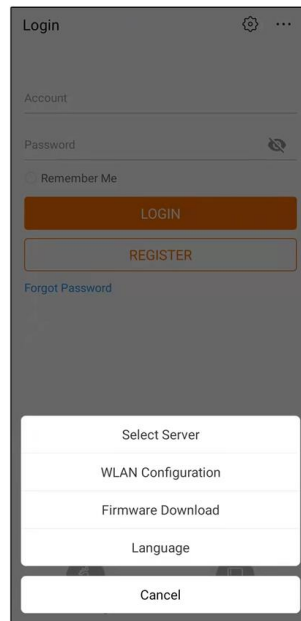 Login
Account
Password
Remember Me
LOGIN
REGISTER
Forgot Password
Select Server
WLAN Configuration
Firmware Download
Language
Cancel